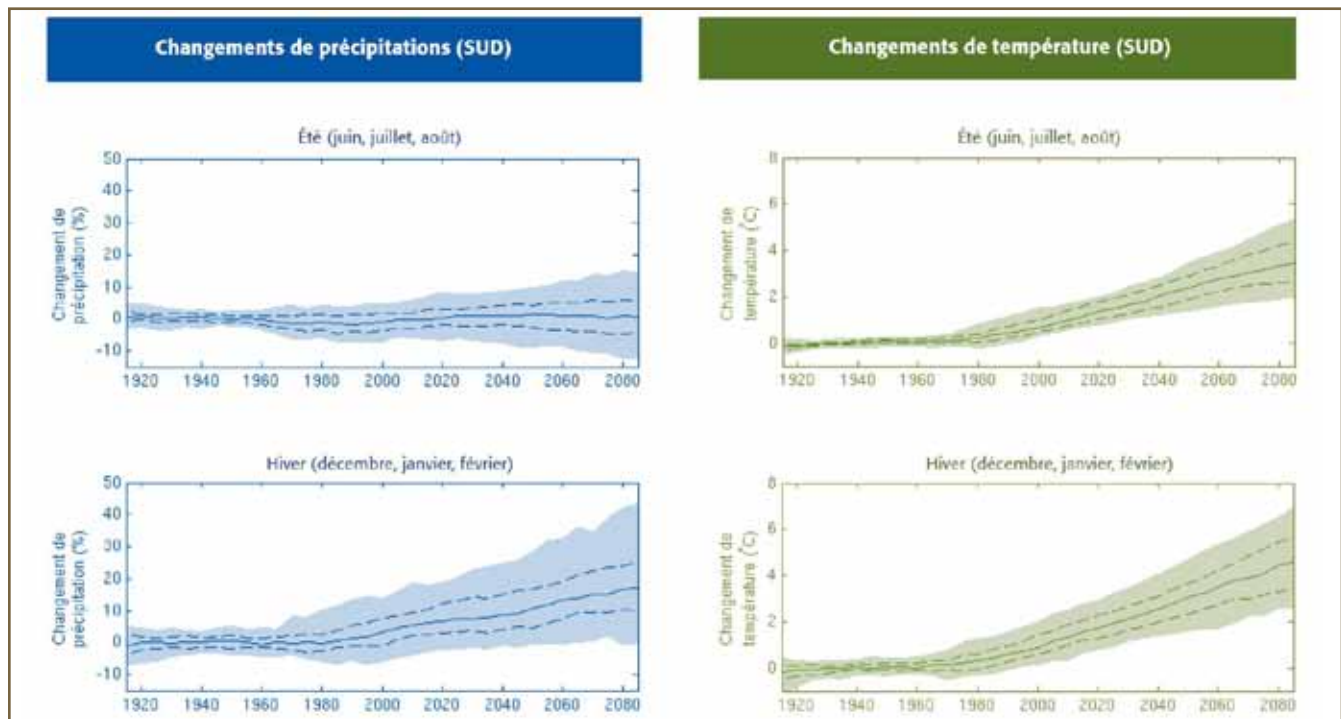 Changements de précipitations (SUD)
Changements de température (SUD)
Été (juin, juillet, août)
Changement de
précipitation (%)
50
40
30
20
10
0
-10
1920 1940 1960 1980 2000 2020 2040 2060 2080
Été (juin, juillet, août)
Changement de
température (°C)
8
6
4
2
0
1920 1940 1960 1980 2000 2020 2040 2060 2080
Hiver (décembre, janvier, février)
Changement de
précipitation (%)
50
40
30
20
10
0
-10
1920 1940 1960 1980 2000 2020 2040 2060 2080
Hiver (décembre, janvier, février)
Changement de
température (°C)
8
6
4
2
0
1920 1940 1960 1980 2000 2020 2040 2060 2080